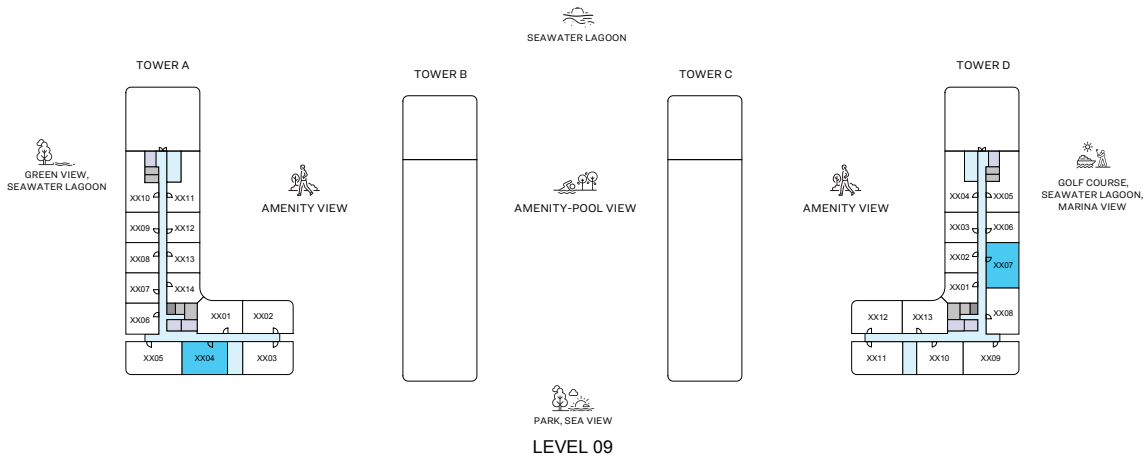 SEAWATER LAGOON
TOWER A
TOWER B
TOWER C
TOWER D
GREEN VIEW,
SEAWATER LAGOON
AMENITY VIEW
AMENITY-POOL VIEW
AMENITY VIEW
GOLF COURSE,
SEAWATER LAGOON,
MARINA VIEW
XX10
XX11
XX09
XX12
XX08
XX13
XX07
XX14
XX06
XX01
XX02
XX05
XX04
XX03
XX04
XX05
XX03
XX06
XX02
XX07
XX01
XX08
XX12
XX13
XX11
XX10
XX09
PARK, SEA VIEW
LEVEL 09